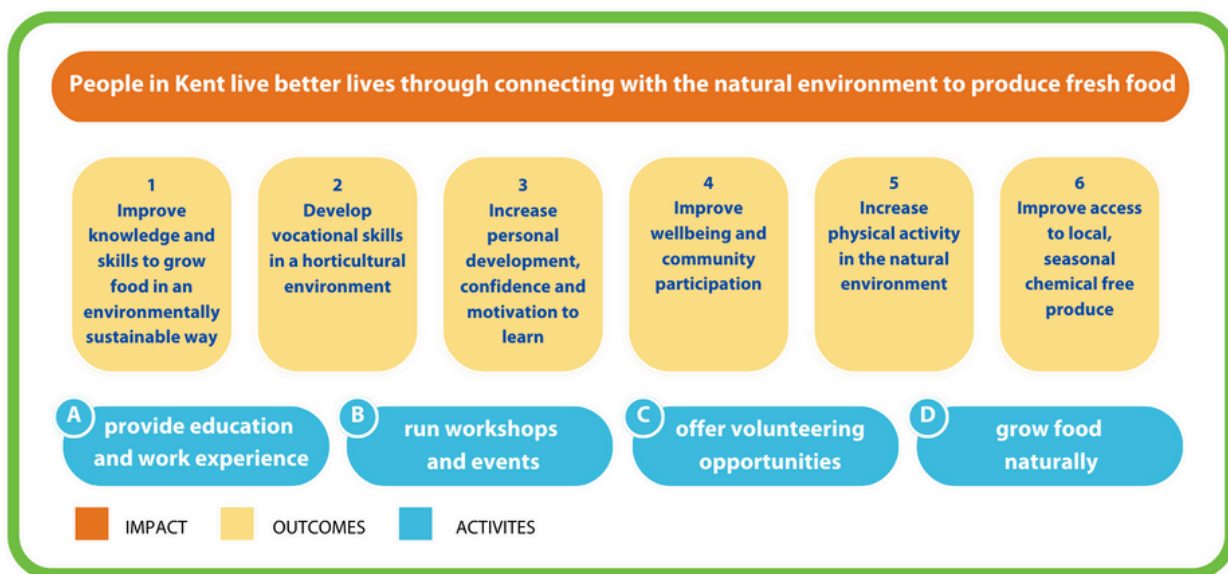 People in Kent live better lives through connecting with the natural environment to produce fresh food
1
Improve
knowledge and
skills to grow
food in an
environmentally
sustainable way
2
Develop
vocational skills
in a horticultural
environment
3
Increase
personal
development,
confidence and
motivation to
learn
4
Improve
wellbeing and
community
participation
5
Increase
physical activity
in the natural
environment
6
Improve access
to local,
seasonal
chemical free
produce
A
provide education
and work experience
B
run workshops
and events
C
offer volunteering
opportunities
D
grow food
naturally
IMPACT
OUTCOMES
ACTIVITES